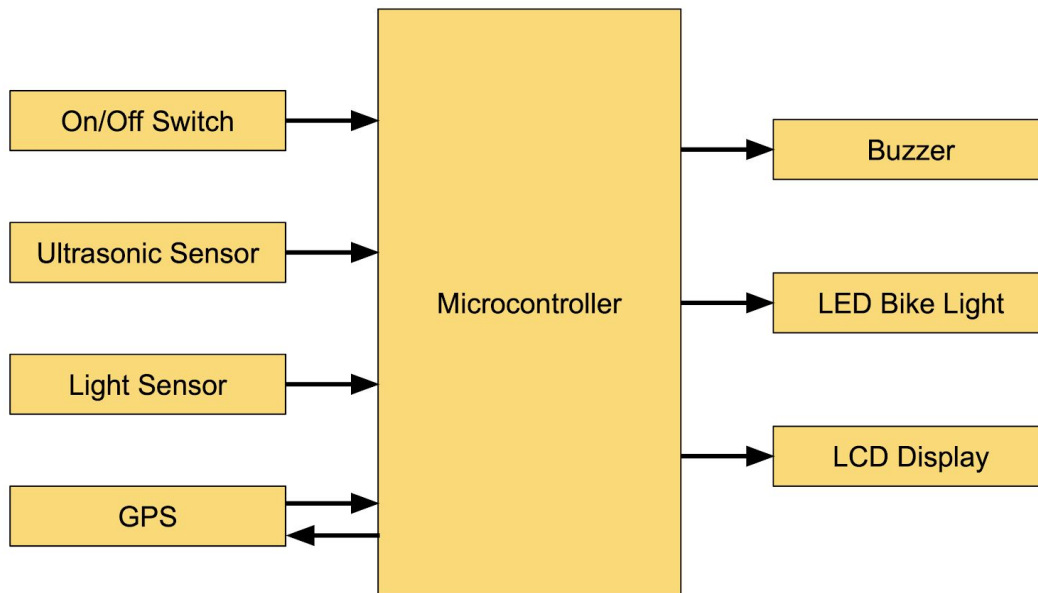 On/Off Switch
Ultrasonic Sensor
Light Sensor
GPS
Microcontroller
Buzzer
LED Bike Light
LCD Display